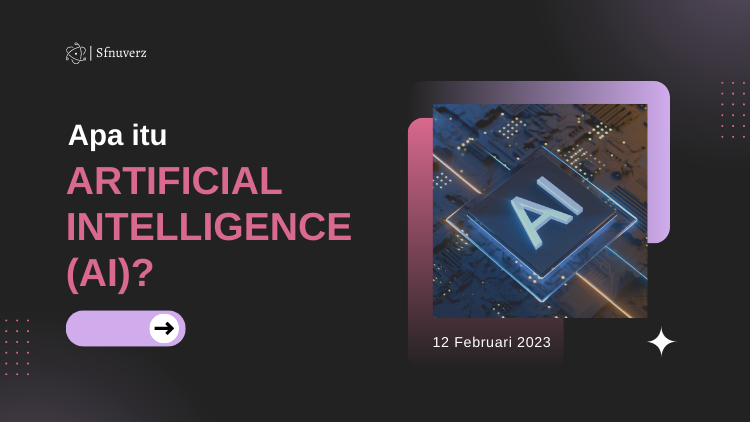 | Sfnuverz
Apa itu
ARTIFICIAL
INTELLIGENCE
(AI)?
AI
12 Februari 2023